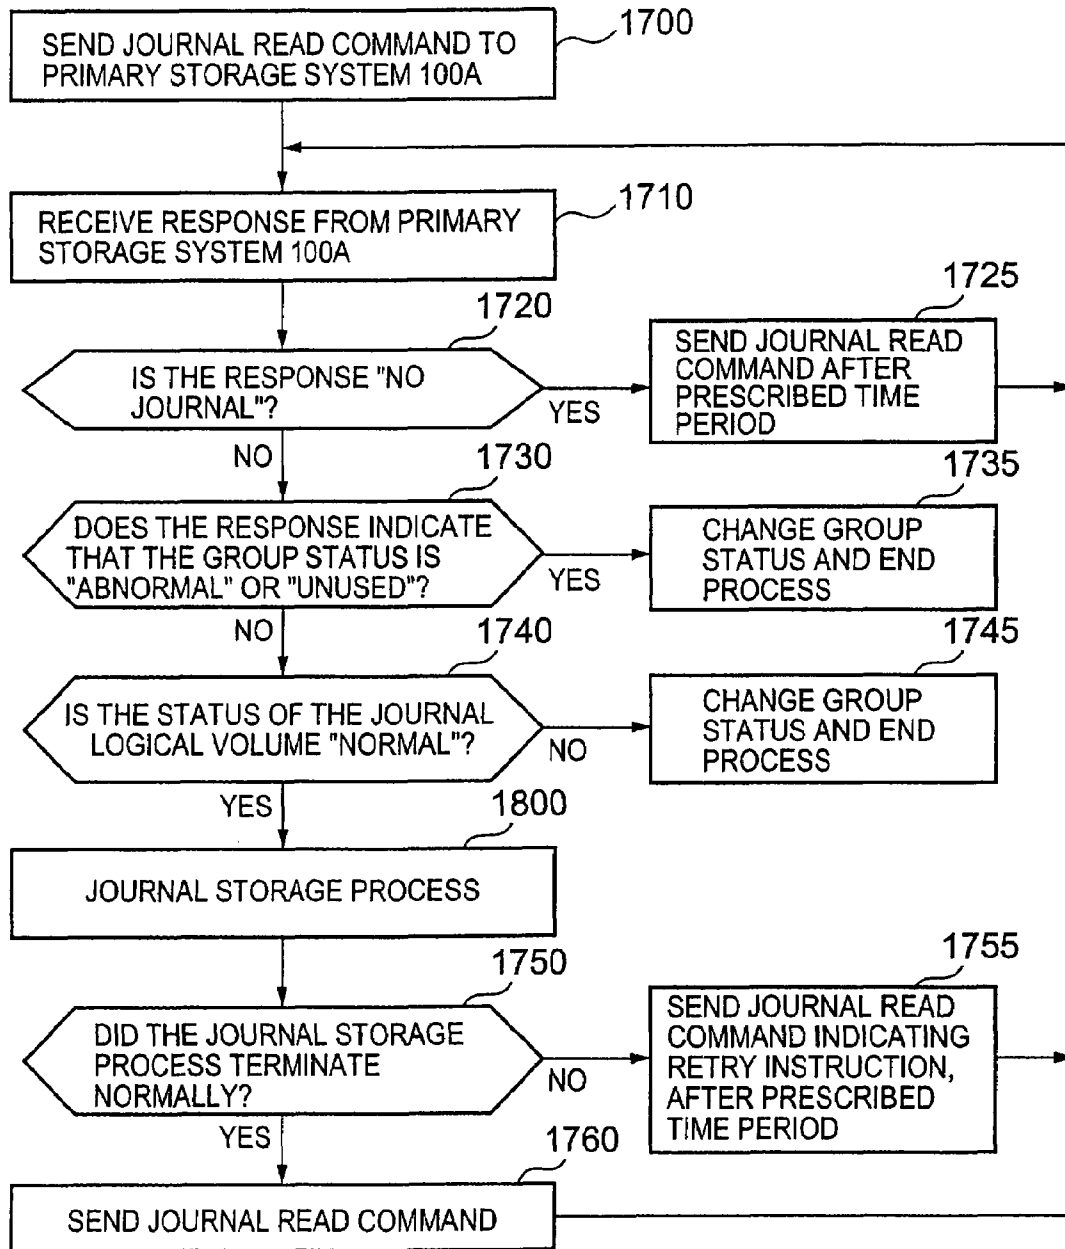 1700
SEND JOURNAL READ COMMAND TO
PRIMARY STORAGE SYSTEM 100A
1710
RECEIVE RESPONSE FROM PRIMARY
STORAGE SYSTEM 100A
1720
IS THE RESPONSE "NO
JOURNAL"?
YES
NO
1725
SEND JOURNAL READ
COMMAND AFTER
PRESCRIBED TIME
PERIOD
1730
DOES THE RESPONSE INDICATE
THAT THE GROUP STATUS IS
"ABNORMAL" OR "UNUSED"?
YES
NO
1735
CHANGE GROUP
STATUS AND END
PROCESS
1740
IS THE STATUS OF THE JOURNAL
LOGICAL VOLUME "NORMAL"?
NO
YES
1745
CHANGE GROUP
STATUS AND END
PROCESS
1800
JOURNAL STORAGE PROCESS
1750
DID THE JOURNAL STORAGE
PROCESS TERMINATE
NORMALLY?
NO
YES
1755
SEND JOURNAL READ
COMMAND INDICATING
RETRY INSTRUCTION,
AFTER PRESCRIBED
TIME PERIOD
1760
SEND JOURNAL READ COMMAND